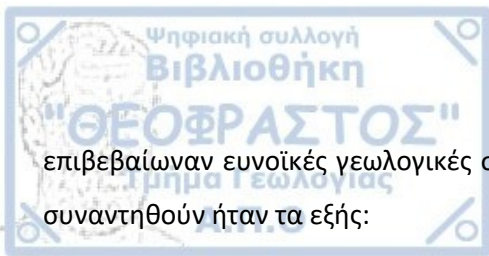 Ψηφιακή συλλογή
Βιβλιοθήκη
"ΘΕΟΦΡΑΣΤΟΣ"
επιβεβαίωναν ευνοϊκές γεωλογικές
Τμήμα Γεωλογίας
συναντηθούν ήταν τα εξής:
Α.Π.Θ